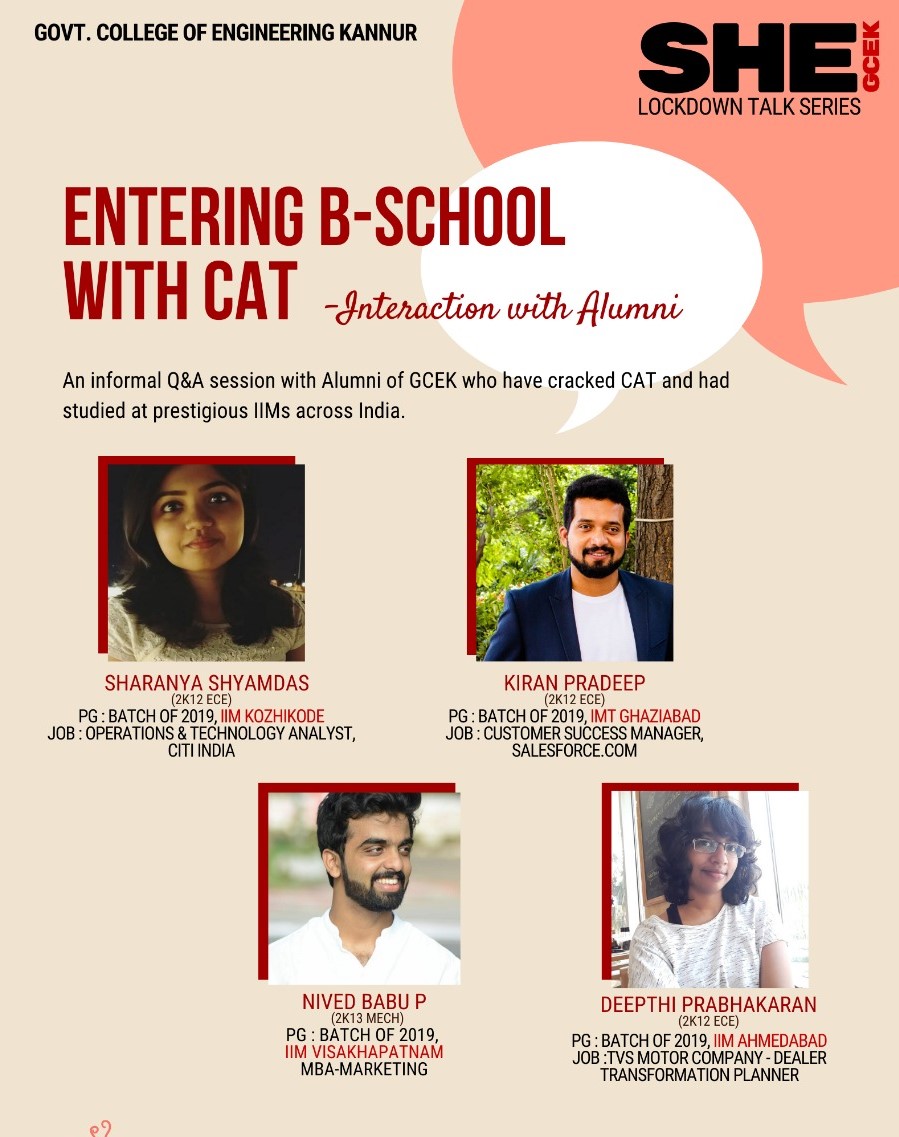 GOVT. COLLEGE OF ENGINEERING KANNUR
SHE
GCEK
LOCKDOWN TALK SERIES
ENTERING B-SCHOOL
WITH CAT
-Interaction with Alumni
An informal Q&A session with Alumni of GCEK who have cracked CAT and had
studied at prestigious IIMs across India.
SHARANYA SHYAMDAS
(2K12 ECE)
PG : BATCH OF 2019, IIM KOZHIKODE
JOB : OPERATIONS & TECHNOLOGY ANALYST,
CITI INDIA
KIRAN PRADEEP
(2K12 ECE)
PG : BATCH OF 2019, IMT GHAZIABAD
JOB : CUSTOMER SUCCESS MANAGER,
SALESFORCE.COM
NIVED BABU P
(2K13 MECH)
PG : BATCH OF 2019,
IIM VISAKHAPATNAM
MBA-MARKETING
DEEPTHI PRABHAKARAN
(2K12 ECE)
PG : BATCH OF 2019, IIM AHMEDABAD
JOB :TVS MOTOR COMPANY - DEALER
TRANSFORMATION PLANNER